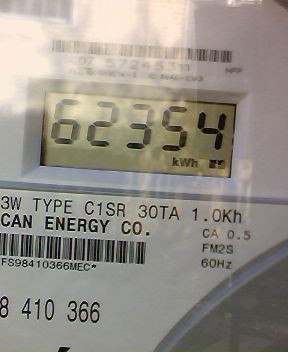 62354
kWh
3W TYPE C1SR 30TA 1.0Kh
CAN ENERGY CO.
CA 0.5
FM2S
FS98410366MEC*
60Hz
8 410 366